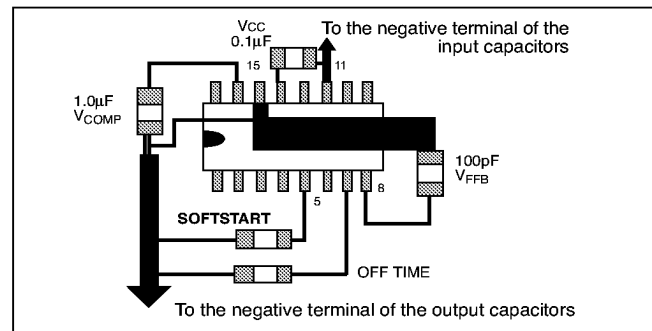 To the negative terminal of the
input capacitors
VCC
0.1µF
15
11
1.0µF
VCOMP
100pF
VFFB
5
8
SOFTSTART
OFF TIME
To the negative terminal of the output capacitors